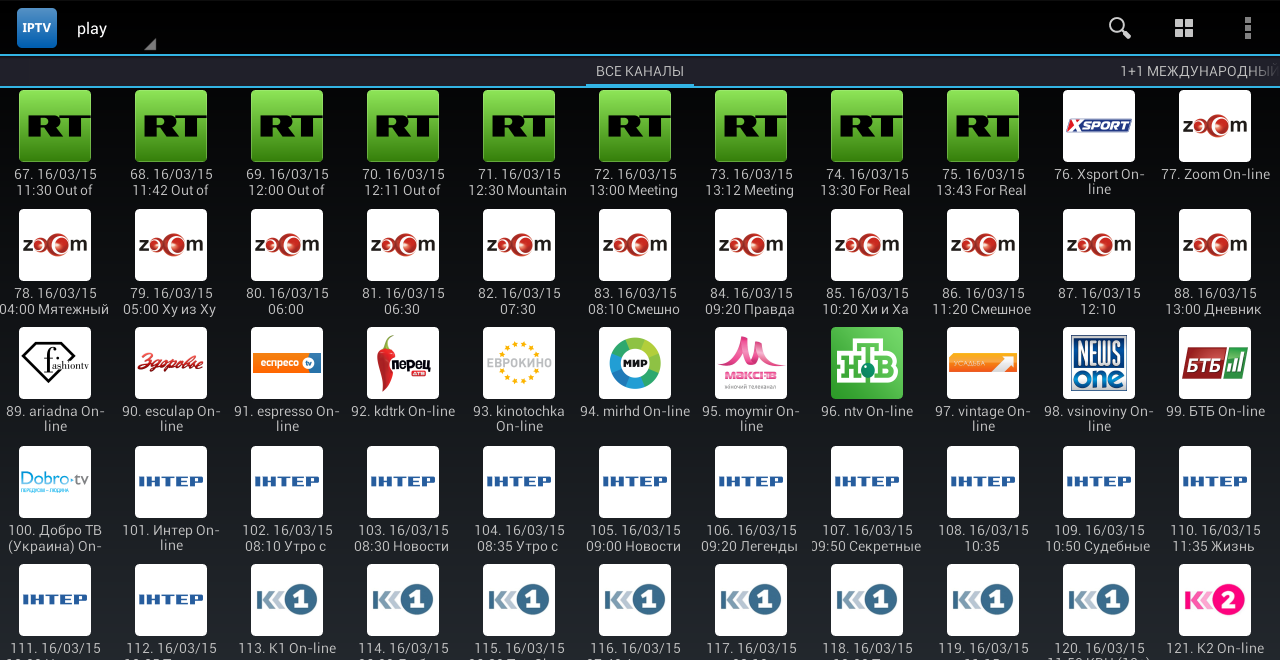 IPTV play
ВСЕ КАНАЛЫ 1+1 МЕЖДУНАРОДНЫЙ
RT RT RT RT RT RT RT RT RT XSPORT zoom
67. 16/03/15 68. 16/03/15 69. 16/03/15 70. 16/03/15 71. 16/03/15 72. 16/03/15 73. 16/03/15 74. 16/03/15 75. 16/03/15 76. Xsport On- 77. Zoom On-line
11:30 Out of 11:42 Out of 12:00 Out of 12:11 Out of 12:30 Mountain 13:00 Meeting 13:12 Meeting 13:30 For Real 13:43 For Real line
zoom zoom zoom zoom zoom zoom zoom zoom zoom zoom zoom
78. 16/03/15 79. 16/03/15 80. 16/03/15 81. 16/03/15 82. 16/03/15 83. 16/03/15 84. 16/03/15 85. 16/03/15 86. 16/03/15 87. 16/03/15 88. 16/03/15
04:00 Мятежный 05:00 Ху из Ху 06:00 06:30 07:30 08:10 Смешно 09:20 Правда 10:20 Хи и Ха 11:20 Смешное 12:10 13:00 Дневник
f fashiontv Здоровье еспресо tv перец ЕВРОКИНО МИР МАКСІ-ТВ жіночий телеканал НТВ УСАДЬБА NEWS one БТБ
89. ariadna On- 90. esculap On- 91. espresso On- 92. kdtrk On-line 93. kinotochka 94. mirhd On-line 95. moymir On- 96. ntv On-line 97. vintage On- 98. vsinoviny On- 99. БТБ On-line
line line line On-line line line line
Dobro·tv ІНТЕР ІНТЕР ІНТЕР ІНТЕР ІНТЕР ІНТЕР ІНТЕР ІНТЕР ІНТЕР ІНТЕР
100. Добро ТВ 101. Интер On- 102. 16/03/15 103. 16/03/15 104. 16/03/15 105. 16/03/15 106. 16/03/15 107. 16/03/15 108. 16/03/15 109. 16/03/15 110. 16/03/15
(Украина) On- line 08:10 Утро с 08:30 Новости 08:35 Утро с 09:00 Новости 09:20 Легенды 09:50 Секретные 10:35 10:50 Судебные 11:35 Жизнь
ІНТЕР ІНТЕР К1 К1 К1 К1 К1 К1 К1 К1 К2
111. 16/03/15 112. 16/03/15 113. K1 On-line 114. 16/03/15 115. 16/03/15 116. 16/03/15 117. 16/03/15 118. 16/03/15 119. 16/03/15 120. 16/03/15 121. K2 On-line